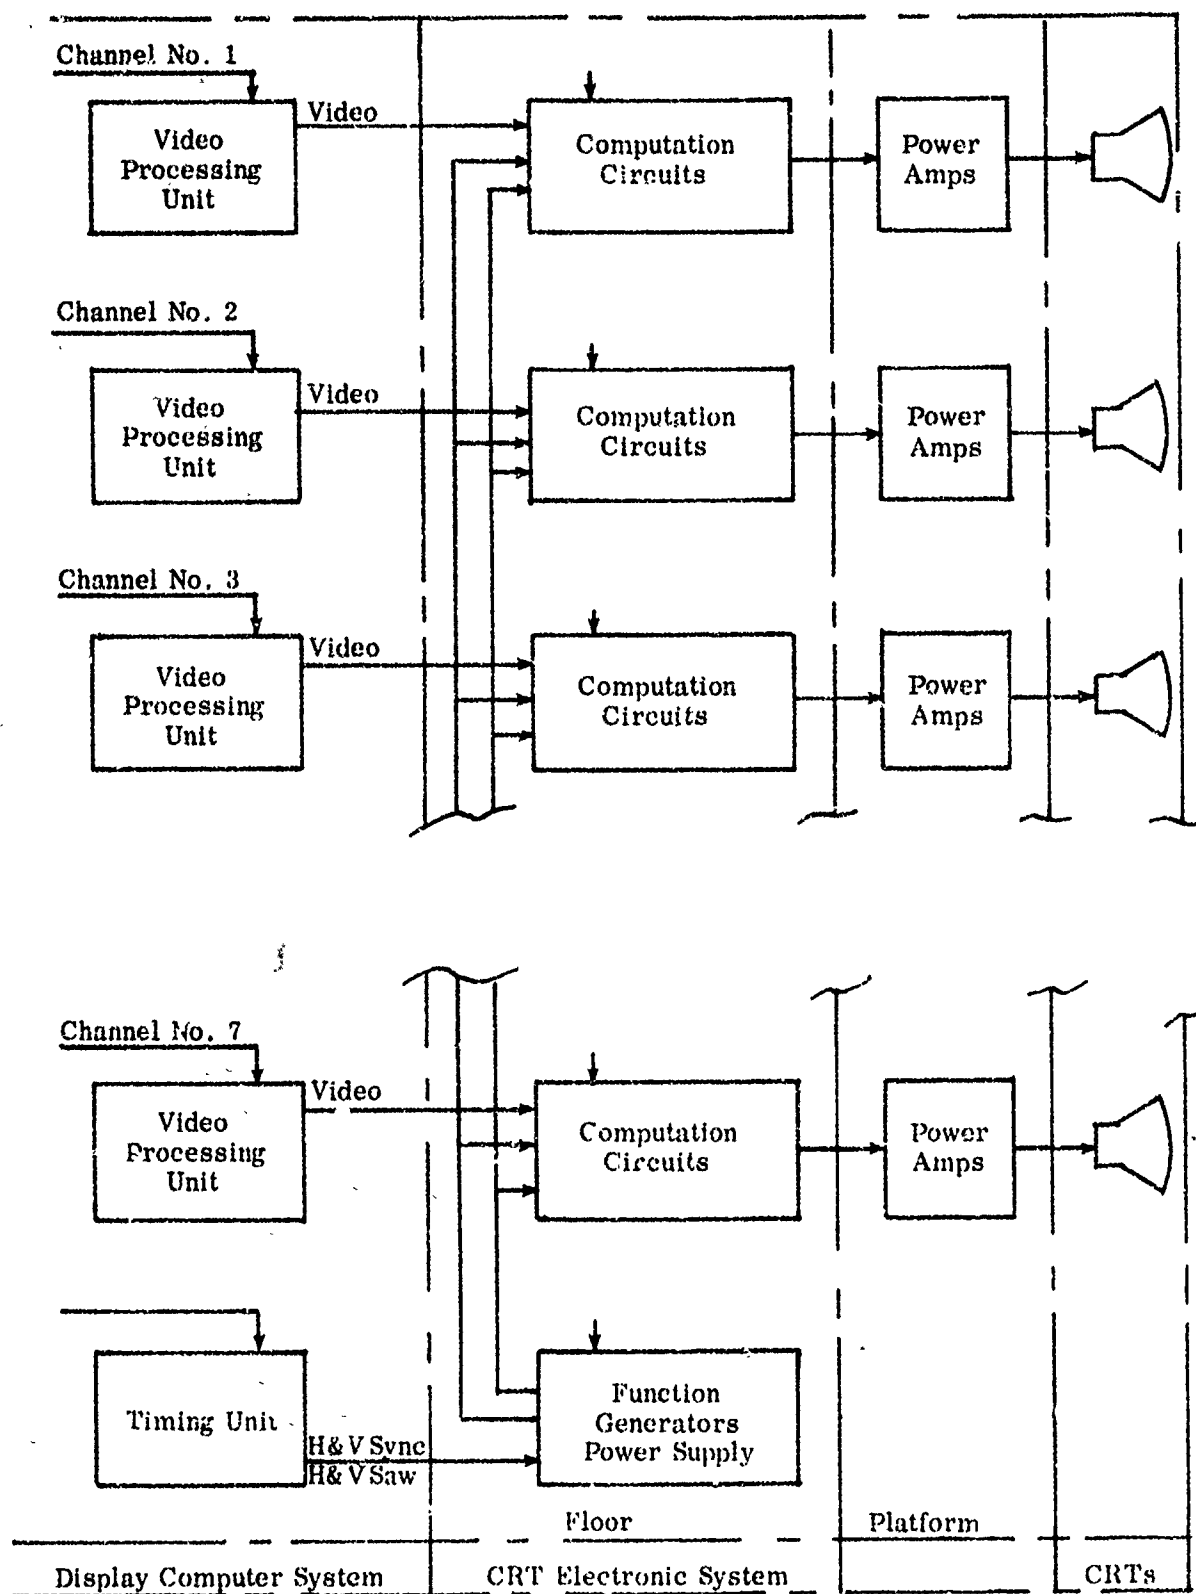 Channel No. 1
Video
Processing
Unit
Video
Computation
Circuits
Power
Amps
Channel No. 2
Video
Processing
Unit
Video
Computation
Circuits
Power
Amps
Channel No. 3
Video
Processing
Unit
Video
Computation
Circuits
Power
Amps
Channel No. 7
Video
Processing
Unit
Video
Computation
Circuits
Power
Amps
Timing Unit
H&V Sync
H&V Saw
Function
Generators
Power Supply
Floor
Platform
Display Computer System
CRT Electronic System
CRTs